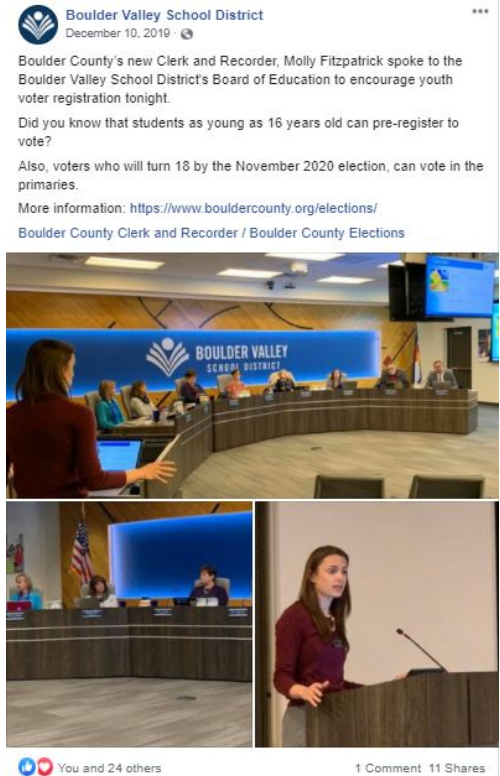 Boulder Valley School District
December 10, 2019 ·
Boulder County's new Clerk and Recorder, Molly Fitzpatrick spoke to the
Boulder Valley School District's Board of Education to encourage youth
voter registration tonight.
Did you know that students as young as 16 years old can pre-register to
vote?
Also, voters who will turn 18 by the November 2020 election, can vote in the
primaries.
More information: https://www.bouldercounty.org/elections/
Boulder County Clerk and Recorder / Boulder County Elections
BOULDER VALLEY
SCHOOL DISTRICT
You and 24 others
1 Comment 11 Shares